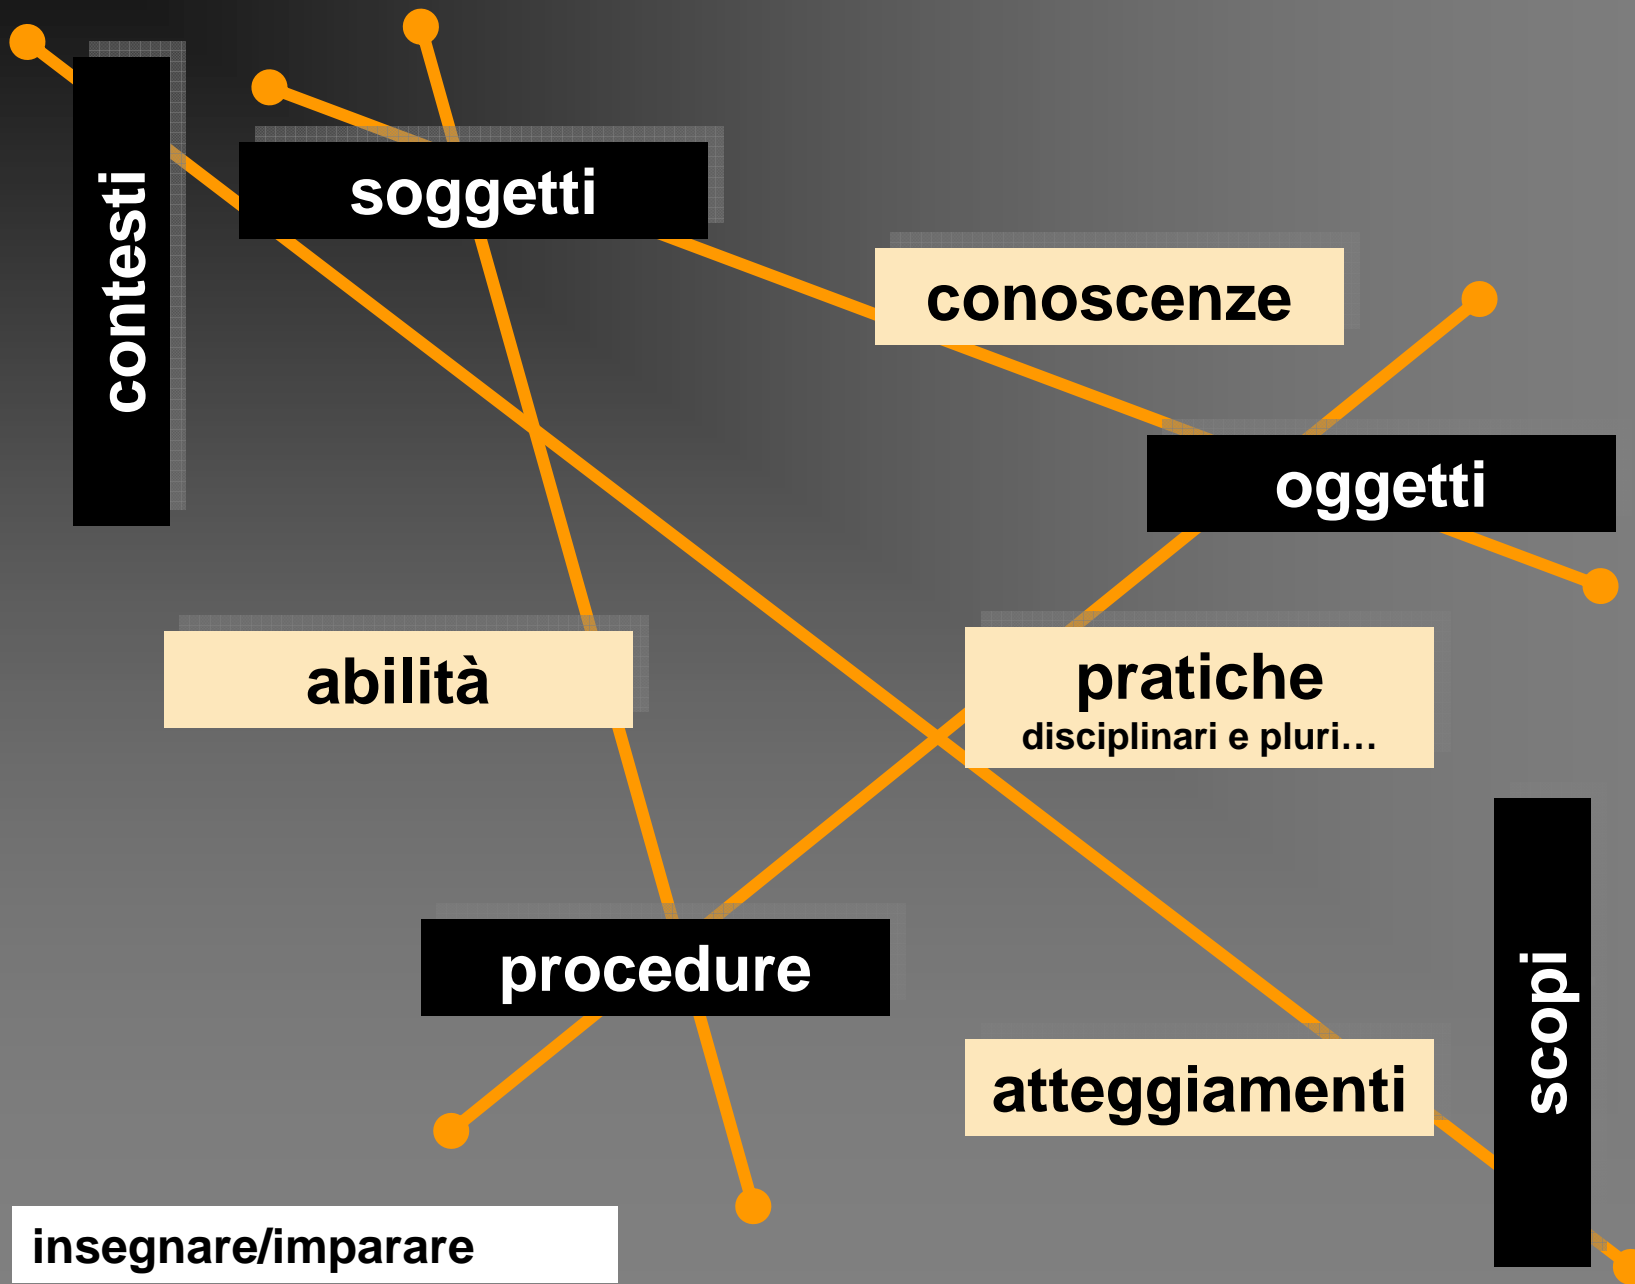 contesti
soggetti
conoscenze
oggetti
abilità
pratiche
disciplinari e pluri…
procedure
scopi
atteggiamenti
insegnare/imparare